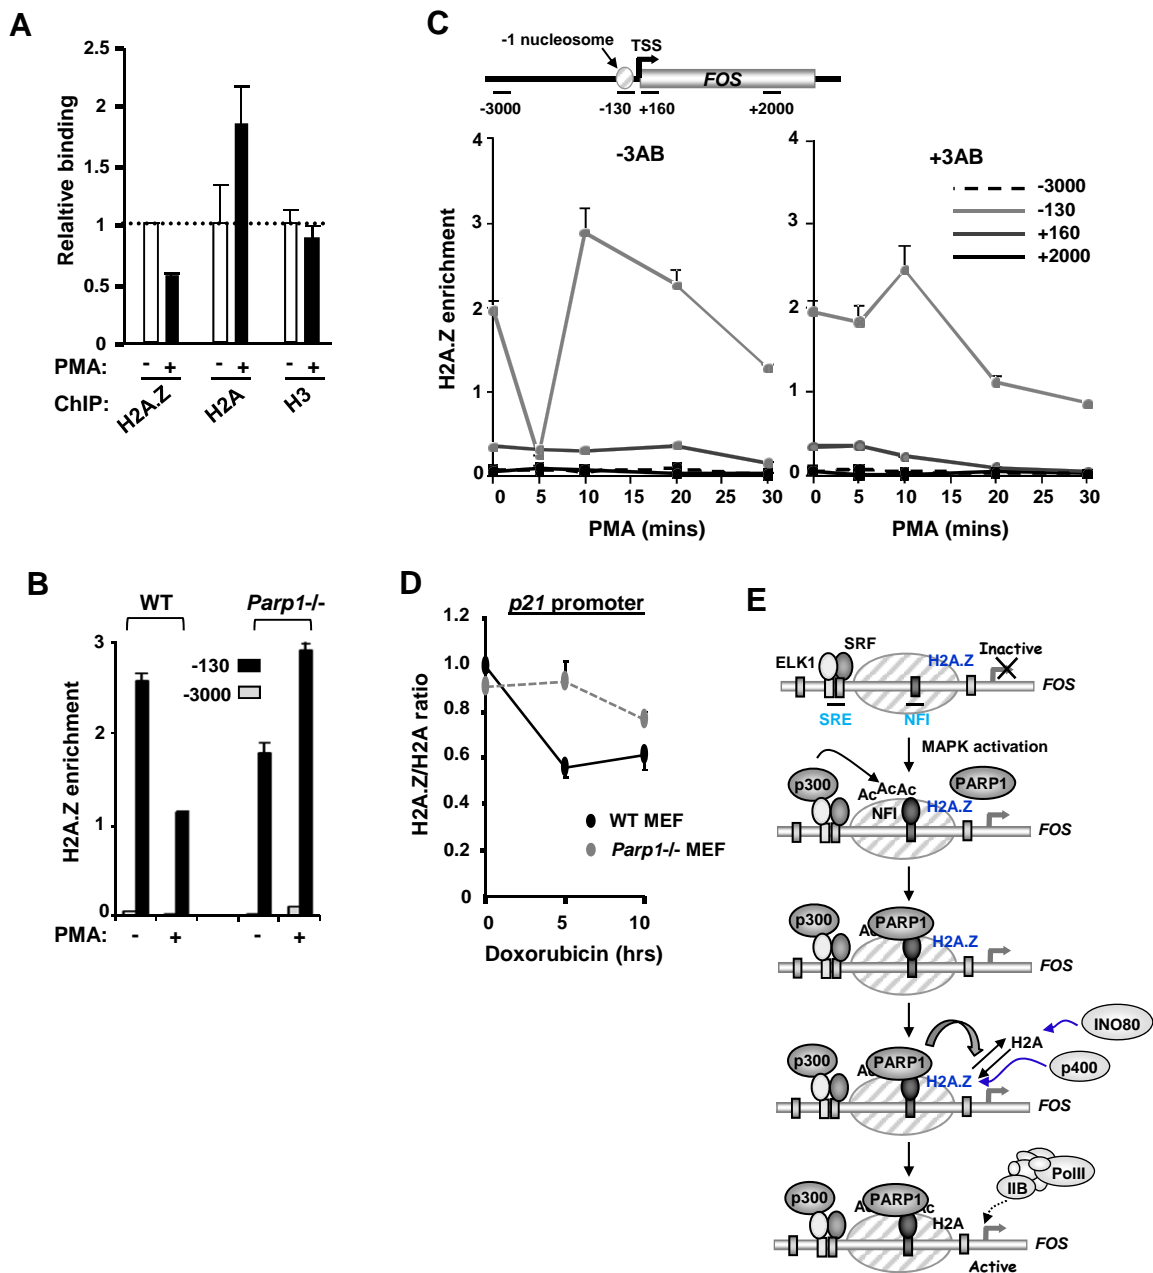 A
2.5
2
1.5
1
0.5
0
Relaltive binding
PMA: - + - + - +
ChIP: H2A.Z H2A H3
C
-1 nucleosome
TSS
FOS
-3000 -130 +160 +2000
-3AB
4
3
2
1
0
H2A.Z enrichment
0 5 10 15 20 25 30
PMA (mins)
+3AB
4
3
2
1
0
-3000
-130
+160
+2000
0 5 10 15 20 25 30
PMA (mins)
B
WT Parp1-/-
3
2
1
0
H2A.Z enrichment
-130
-3000
PMA: - + - +
D
p21 promoter
1.2
1.0
0.8
0.6
0.4
0.2
0
H2A.Z/H2A ratio
WT MEF
Parp1-/- MEF
0 5 10
Doxorubicin (hrs)
E
ELK1 SRF H2A.Z Inactive
FOS
SRE NFI
MAPK activation
p300 AcAcAc PARP1
NFI H2A.Z
FOS
p300 Ac PARP1
H2A.Z
FOS
INO80
H2A
p300 Ac PARP1 H2A.Z p400
FOS
PolII
IIB
p300 Ac PARP1 Ac
H2A
FOS
Active